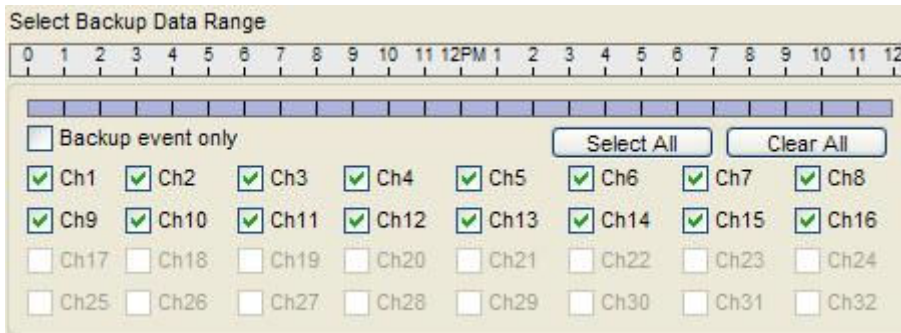 Select Backup Data Range
0 1 2 3 4 5 6 7 8 9 10 11 12PM 1 2 3 4 5 6 7 8 9 10 11 12
Backup event only Select All Clear All
Ch1 Ch2 Ch3 Ch4 Ch5 Ch6 Ch7 Ch8
Ch9 Ch10 Ch11 Ch12 Ch13 Ch14 Ch15 Ch16
Ch17 Ch18 Ch19 Ch20 Ch21 Ch22 Ch23 Ch24
Ch25 Ch26 Ch27 Ch28 Ch29 Ch30 Ch31 Ch32